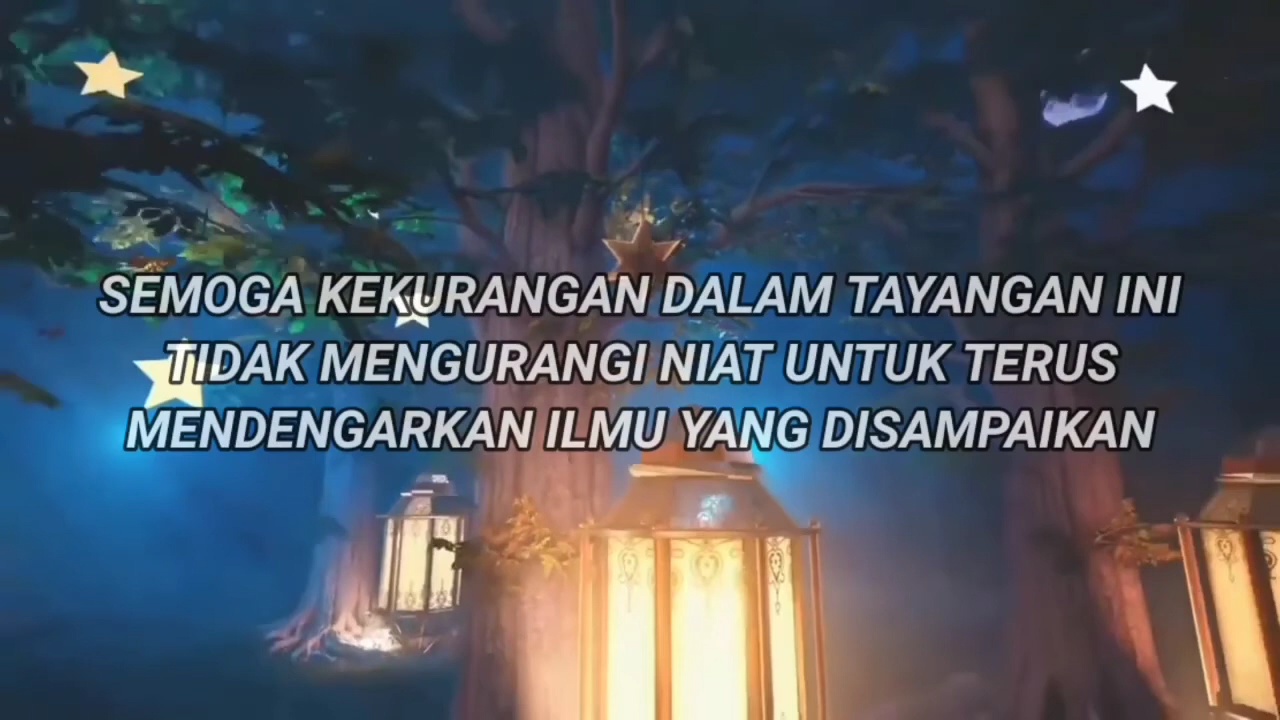 SEMOGA KEKURANGAN DALAM TAYANGAN INI
TIDAK MENGURANGI NIAT UNTUK TERUS
MENDENGARKAN ILMU YANG DISAMPAIKAN